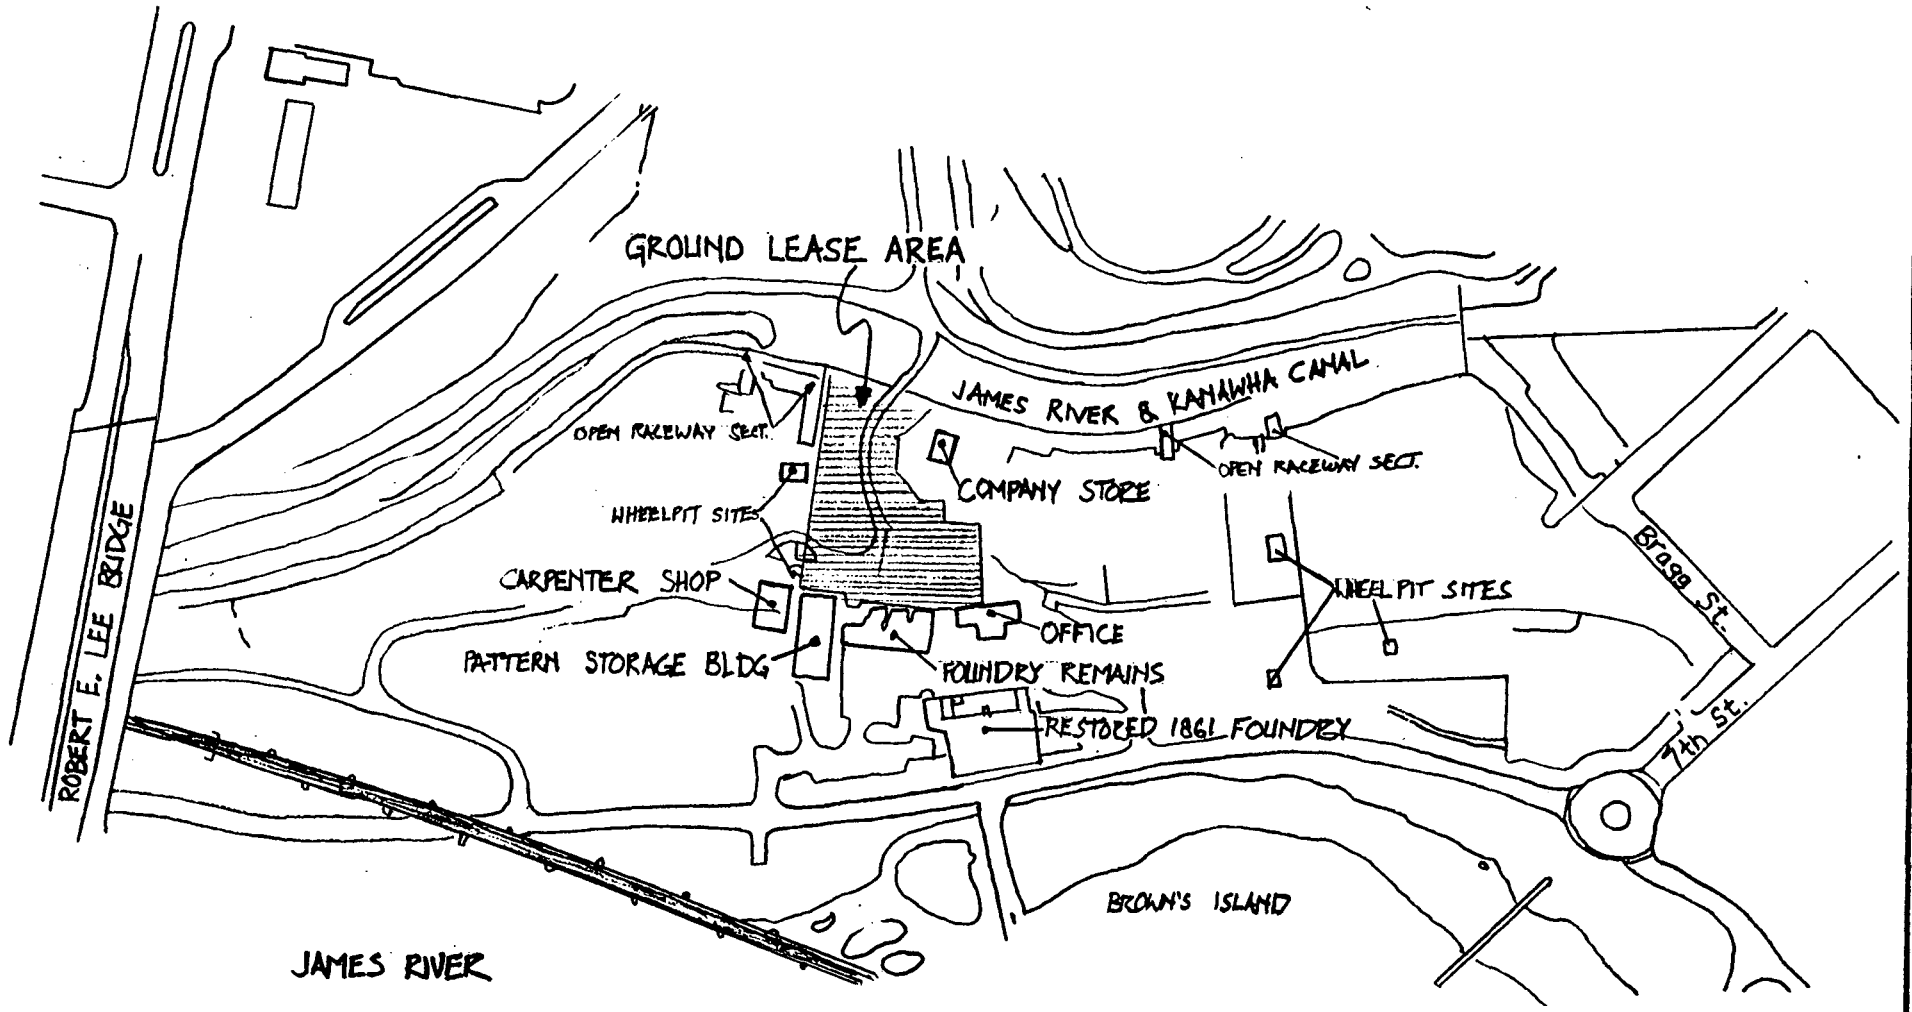 GROUND LEASE AREA
JAMES RIVER & KANAWHA CANAL
OPEN RACEWAY SECT.
OPEN RACEWAY SECT.
COMPANY STORE
WHEELPIT SITES
ROBERT E. LEE BRIDGE
Bragg St.
CARPENTER SHOP
WHEELPIT SITES
OFFICE
PATTERN STORAGE BLDG
FOUNDRY REMAINS
RESTORED 1861 FOUNDRY
7th St.
BROWN'S ISLAND
JAMES RIVER